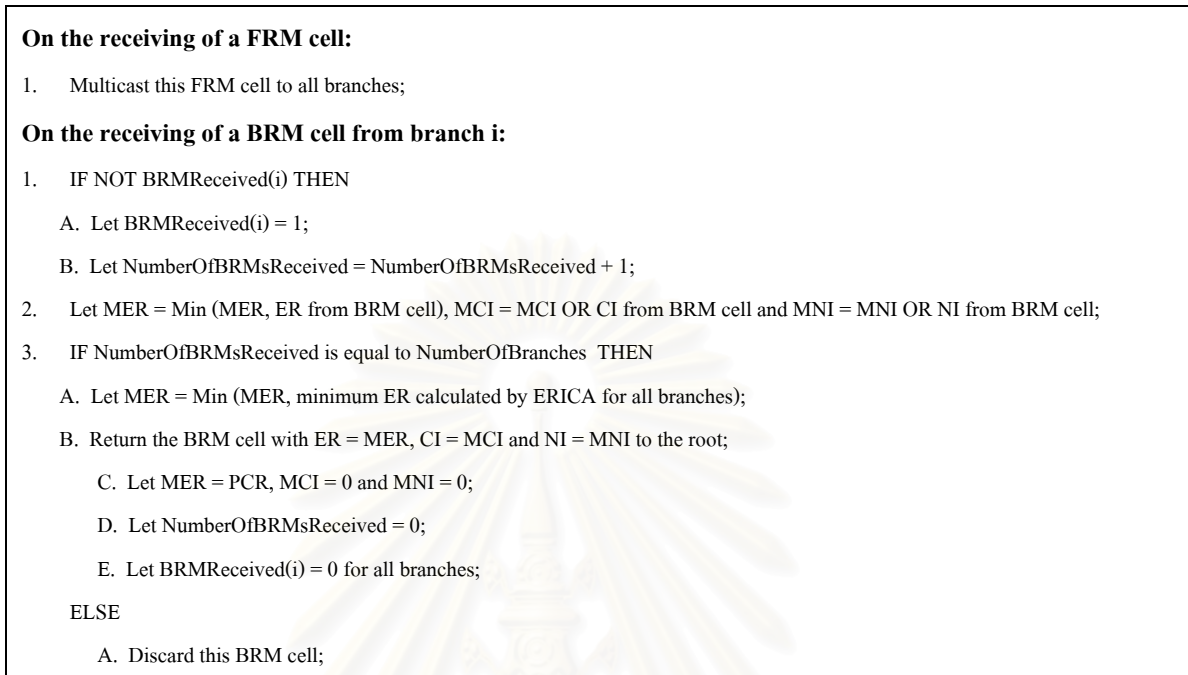 On the receiving of a FRM cell:
1. Multicast this FRM cell to all branches;
On the receiving of a BRM cell from branch i:
1. IF NOT BRMReceived(i) THEN
A. Let BRMReceived(i) = 1;
B. Let NumberOfBRMsReceived = NumberOfBRMsReceived + 1;
2. Let MER = Min (MER, ER from BRM cell), MCI = MCI OR CI from BRM cell and MNI = MNI OR NI from BRM cell;
3. IF NumberOfBRMsReceived is equal to NumberOfBranches THEN
A. Let MER = Min (MER, minimum ER calculated by ERICA for all branches);
B. Return the BRM cell with ER = MER, CI = MCI and NI = MNI to the root;
C. Let MER = PCR, MCI = 0 and MNI = 0;
D. Let NumberOfBRMsReceived = 0;
E. Let BRMReceived(i) = 0 for all branches;
ELSE
A. Discard this BRM cell;